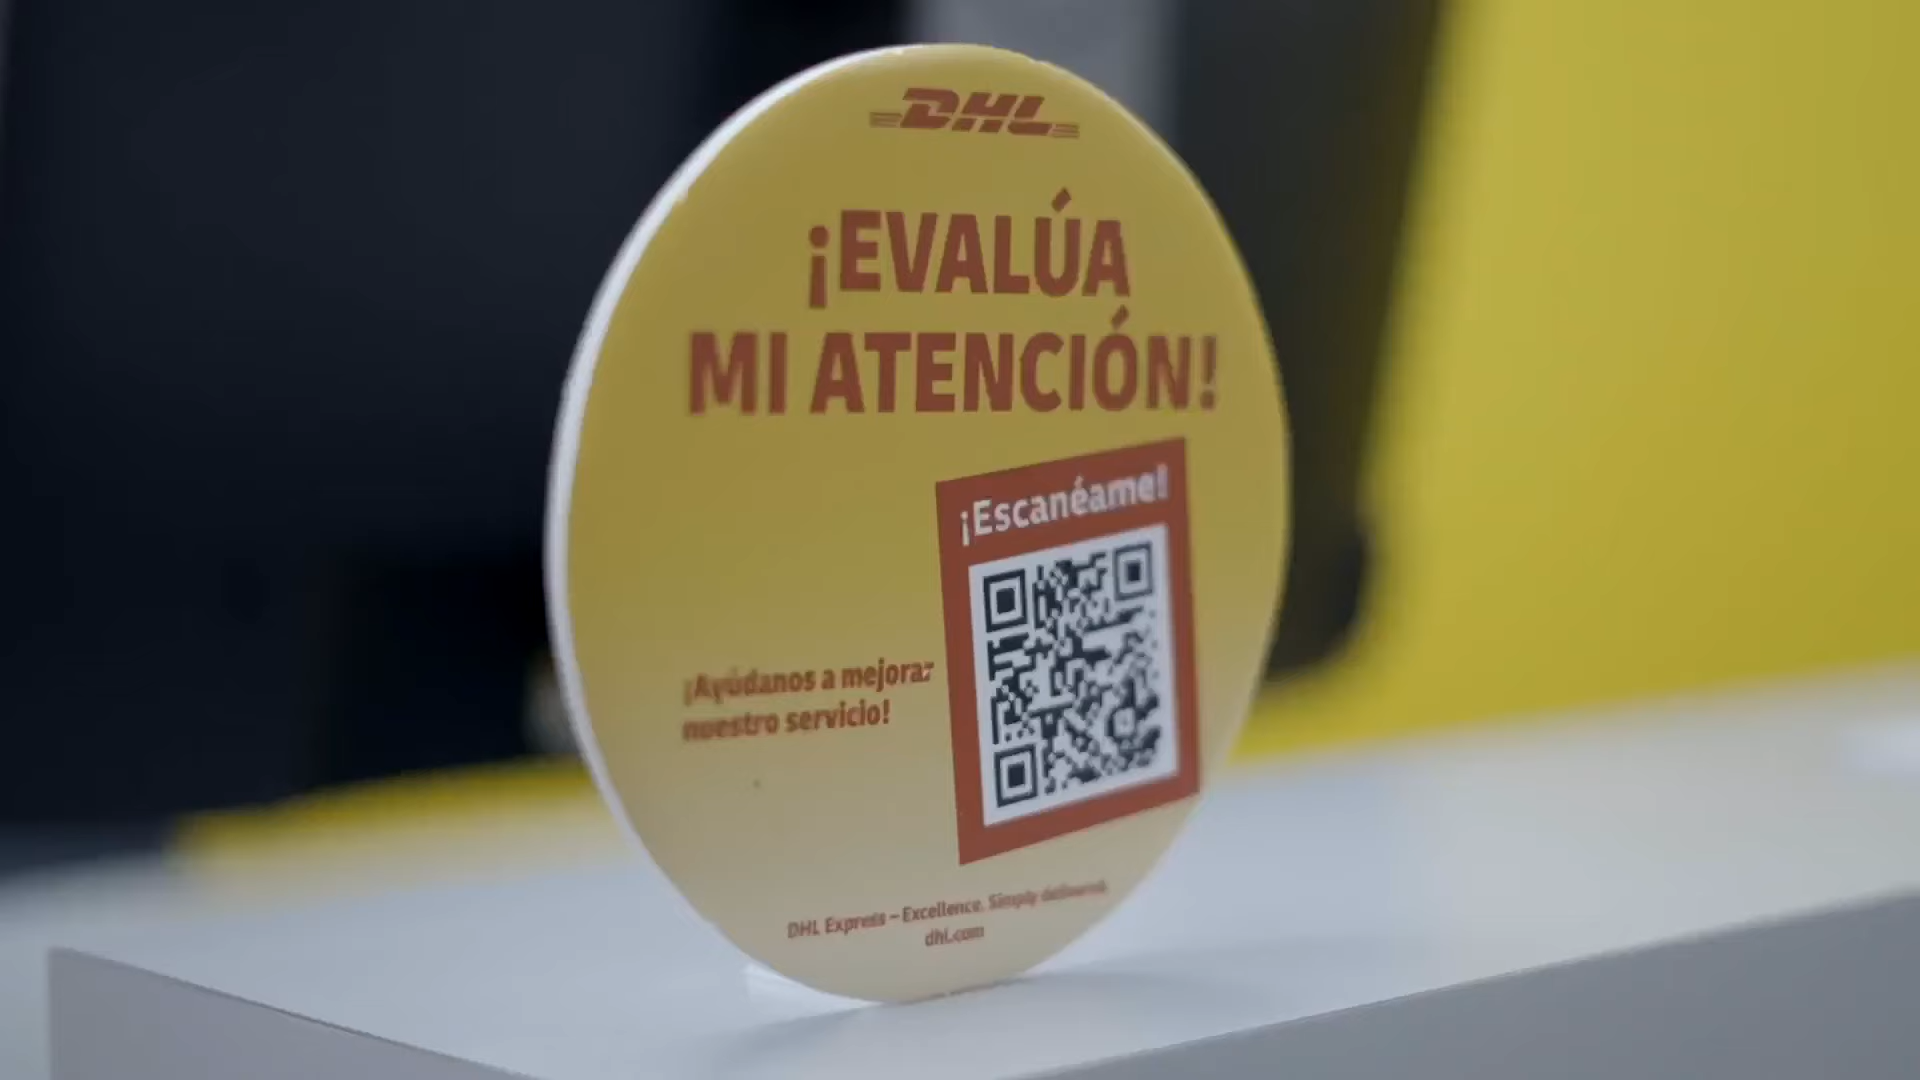 DHL
¡EVALÚA
MI ATENCIÓN!
¡Escanéame!
¡Ayúdanos a mejorar
nuestro servicio!
DHL Express – Excellence. Simply delivered.
dhl.com